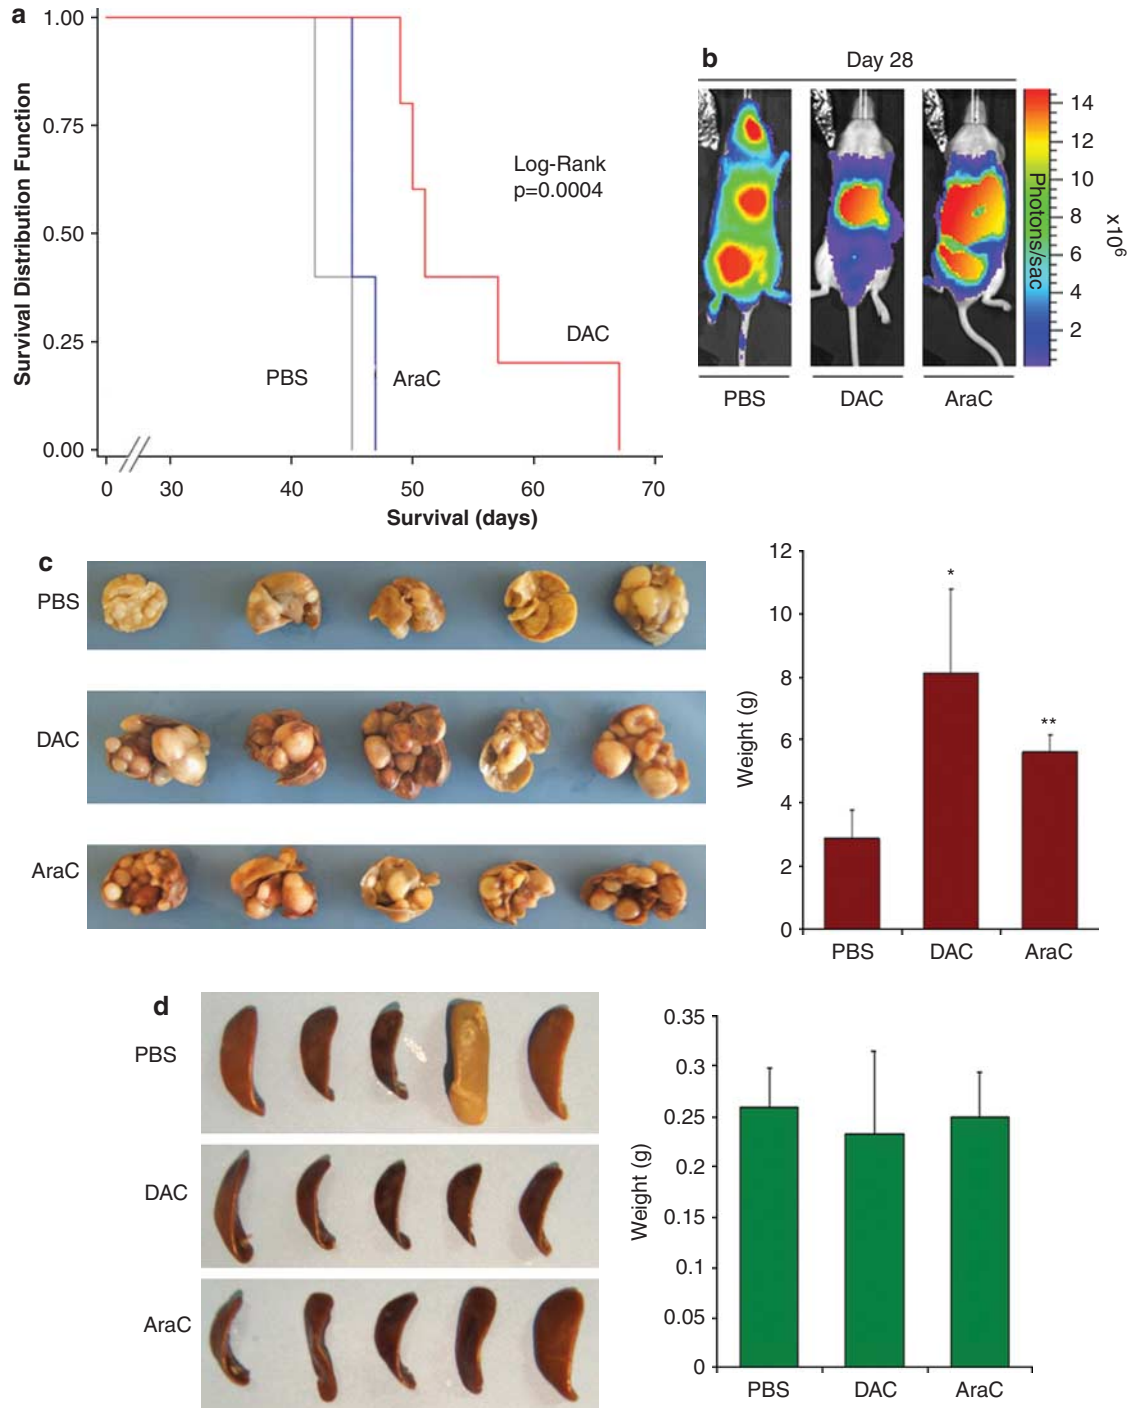 a
1.00
0.75
0.50
0.25
0.00
Survival Distribution Function
Log-Rank
p=0.0004
PBS
AraC
DAC
0 30 40 50 60 70
Survival (days)
b
Day 28
PBS DAC AraC
14
12
10
8
6
4
2
Photons/sac
x10⁶
c
PBS
DAC
AraC
12
10
8
6
4
2
0
Weight (g)
*
**
PBS DAC AraC
d
PBS
DAC
AraC
0.35
0.3
0.25
0.2
0.15
0.1
0.05
0
Weight (g)
PBS DAC AraC